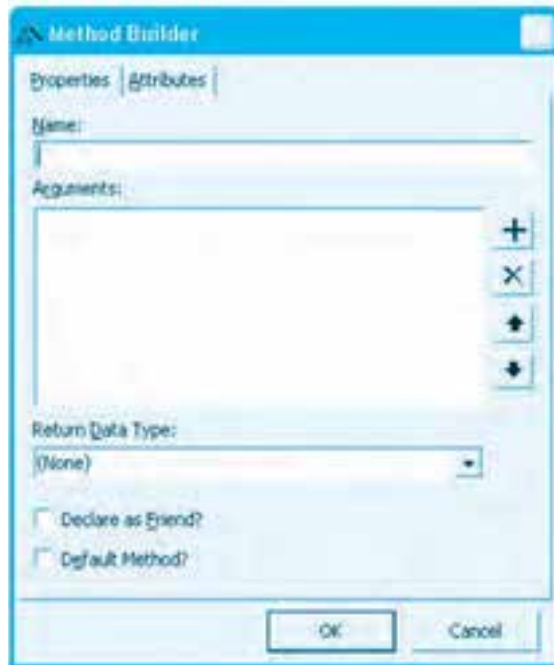 Method Builder
Properties Attributes
Name:
Arguments:
Return Data Type:
(None)
Declare as Friend?
Default Method?
OK Cancel